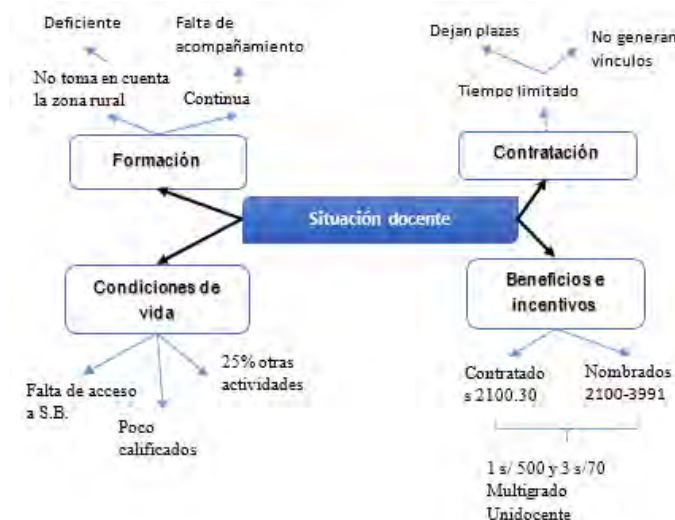 Deficiente
Falta de
acompañamiento
No toma en cuenta
la zona rural
Continua
Formación
Dejan plazas
No generan
vínculos
Tiempo limitado
Contratación
Situación docente
Condiciones de
vida
Falta de acceso
a S.B.
Poco
calificados
25% otras
actividades
Beneficios e
incentivos
Contratado
s 2100.30
Nombrados
2100-3991
1 s/ 500 y 3 s/70
Multigrado
Unidocente